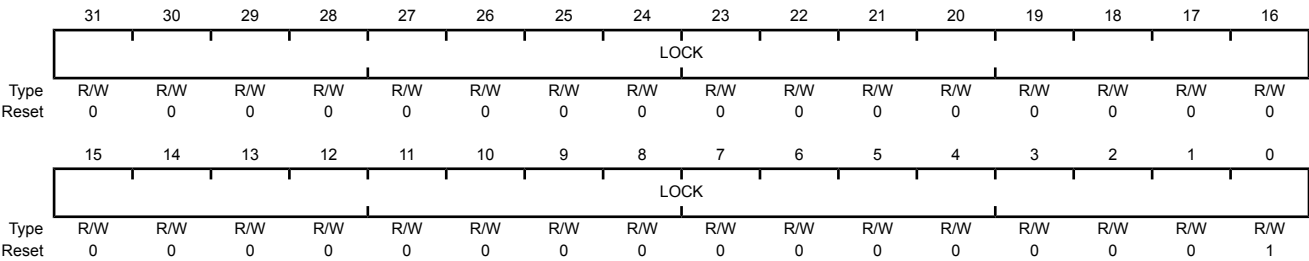 31 30 29 28 27 26 25 24 23 22 21 20 19 18 17 16
LOCK
Type R/W R/W R/W R/W R/W R/W R/W R/W R/W R/W R/W R/W R/W R/W R/W R/W
Reset 0 0 0 0 0 0 0 0 0 0 0 0 0 0 0 0
15 14 13 12 11 10 9 8 7 6 5 4 3 2 1 0
LOCK
Type R/W R/W R/W R/W R/W R/W R/W R/W R/W R/W R/W R/W R/W R/W R/W R/W
Reset 0 0 0 0 0 0 0 0 0 0 0 0 0 0 0 1